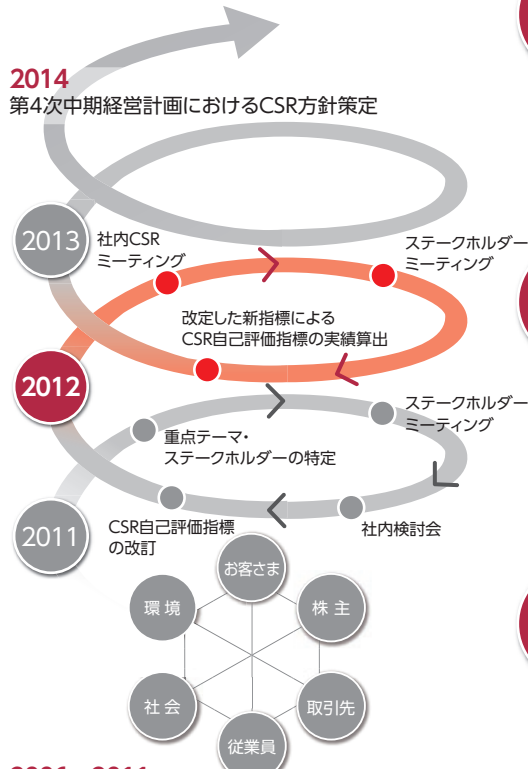 2014
第4次中期経営計画におけるCSR方針策定
2013
社内CSR
ミーティング
ステークホルダー
ミーティング
改定した新指標による
CSR自己評価指標の実績算出
2012
ステークホルダー
ミーティング
重点テーマ・
ステークホルダーの特定
2011
CSR自己評価指標
の改訂
社内検討会
お客さま
環 境
株 主
社 会
取引先
従業員